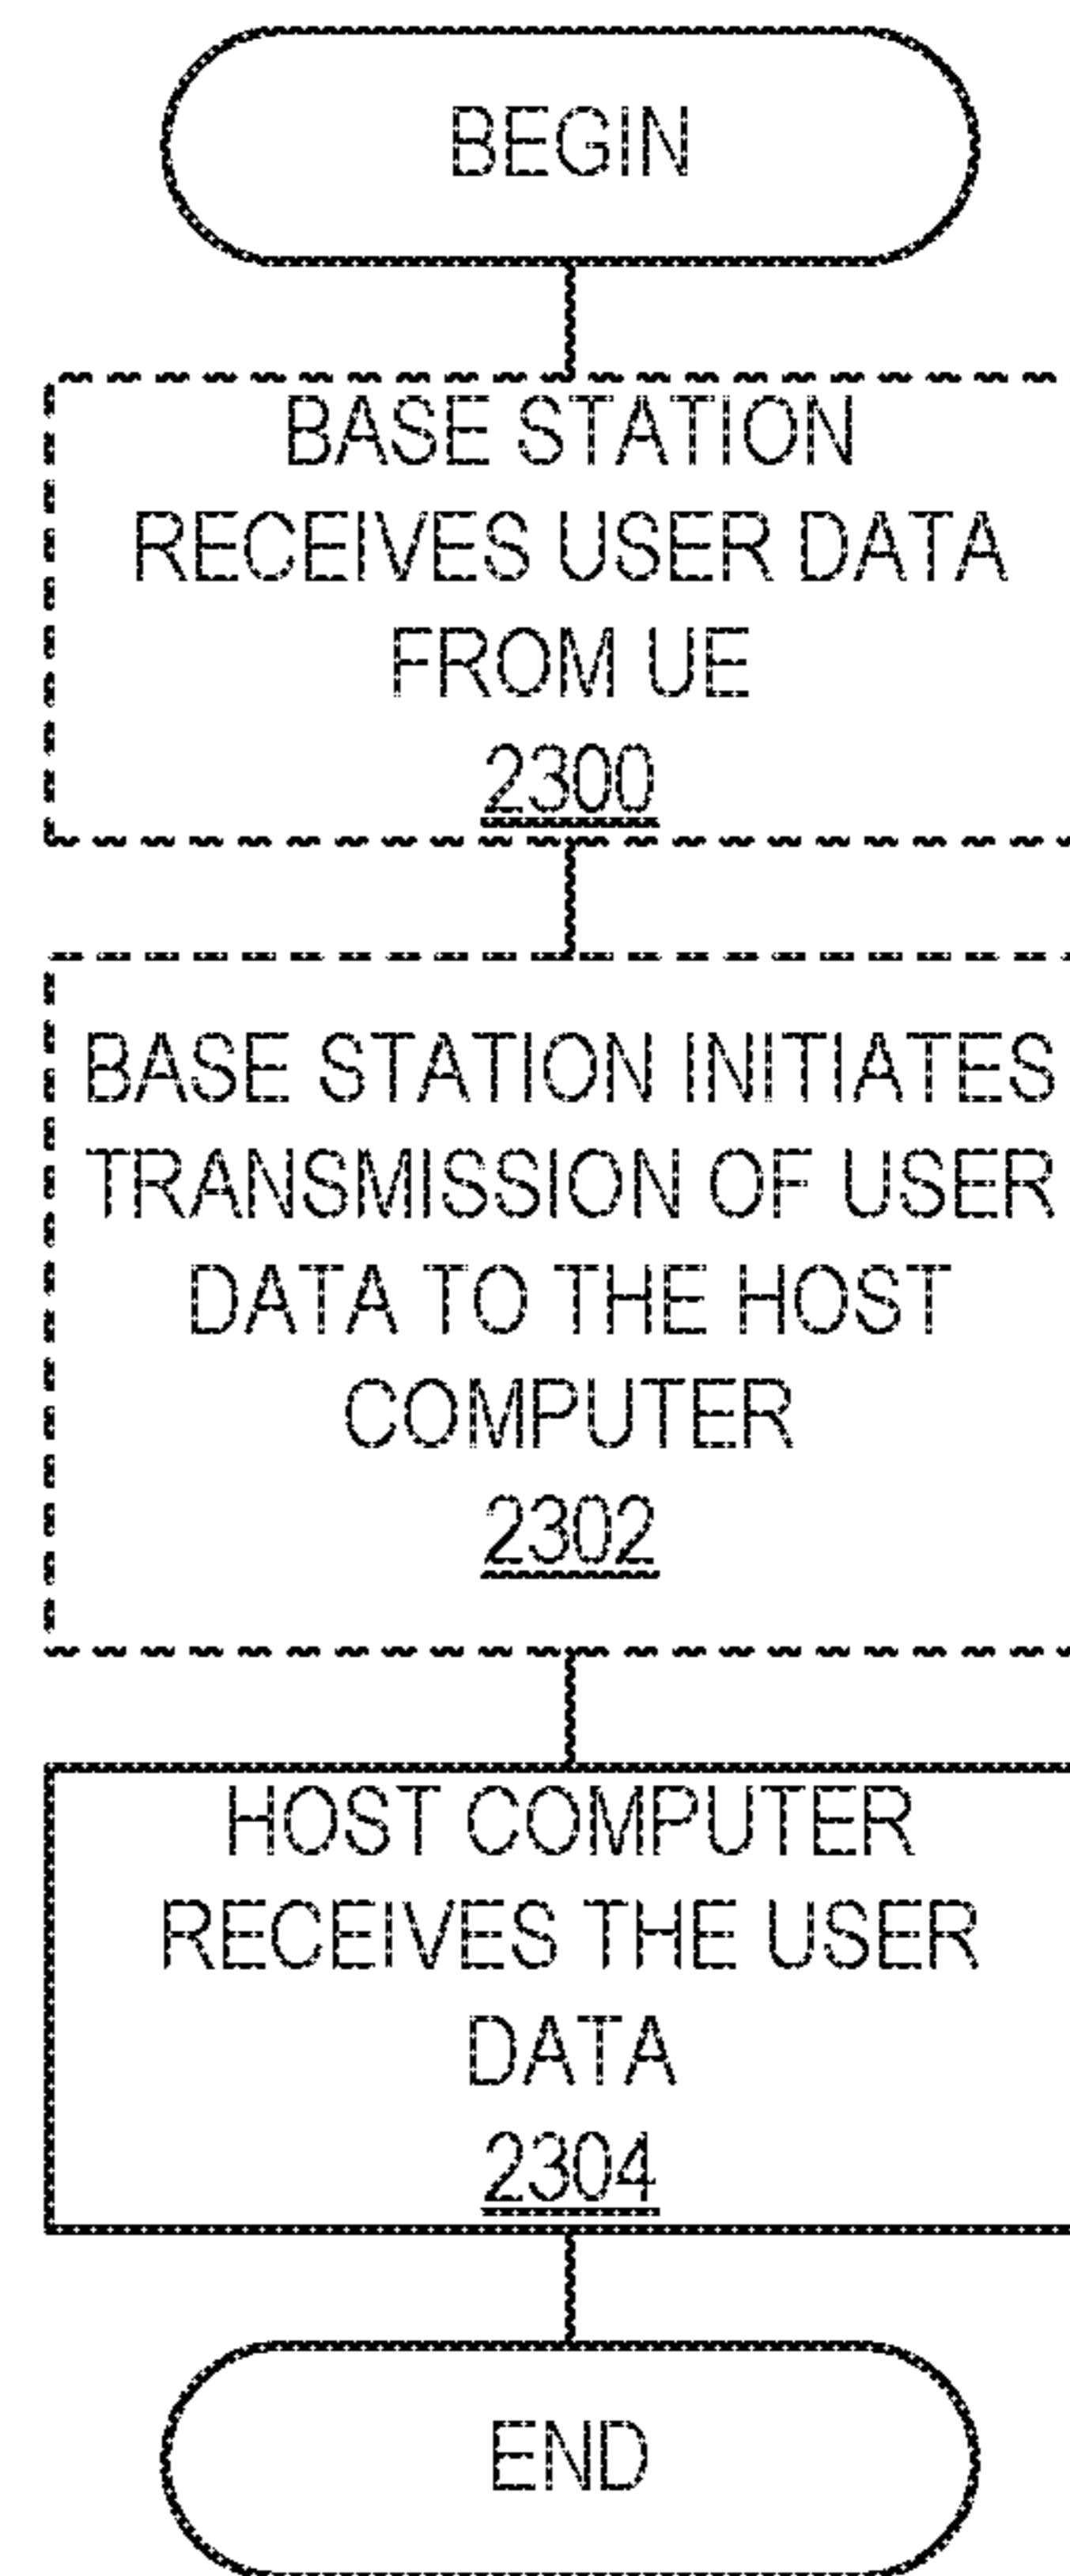 BEGIN
BASE STATION
RECEIVES USER DATA
FROM UE
2300
BASE STATION INITIATES
TRANSMISSION OF USER
DATA TO THE HOST
COMPUTER
2302
HOST COMPUTER
RECEIVES THE USER
DATA
2304
END